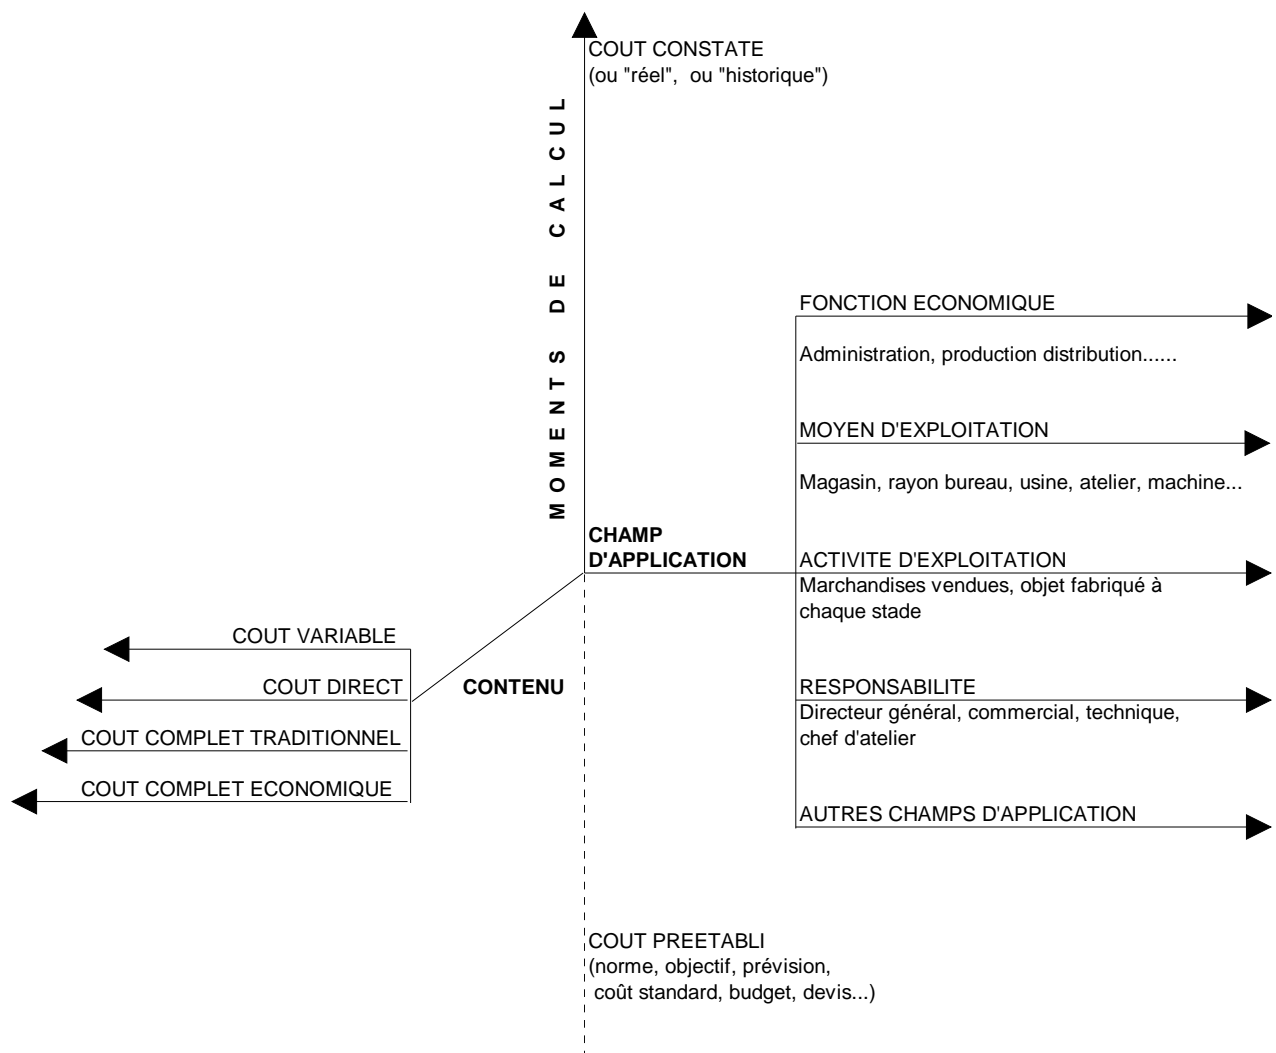 COUT CONSTATE
(ou "réel",  ou "historique")
MOMENTS DE CALCUL
FONCTION ECONOMIQUE
Administration, production distribution......
MOYEN D'EXPLOITATION
Magasin, rayon bureau, usine, atelier, machine...
CHAMP
D'APPLICATION
ACTIVITE D'EXPLOITATION
Marchandises vendues, objet fabriqué à
chaque stade
COUT VARIABLE
COUT DIRECT
CONTENU
COUT COMPLET TRADITIONNEL
COUT COMPLET ECONOMIQUE
RESPONSABILITE
Directeur général, commercial, technique,
chef d'atelier
AUTRES CHAMPS D'APPLICATION
COUT PREETABLI
(norme, objectif, prévision,
coût standard, budget, devis...)